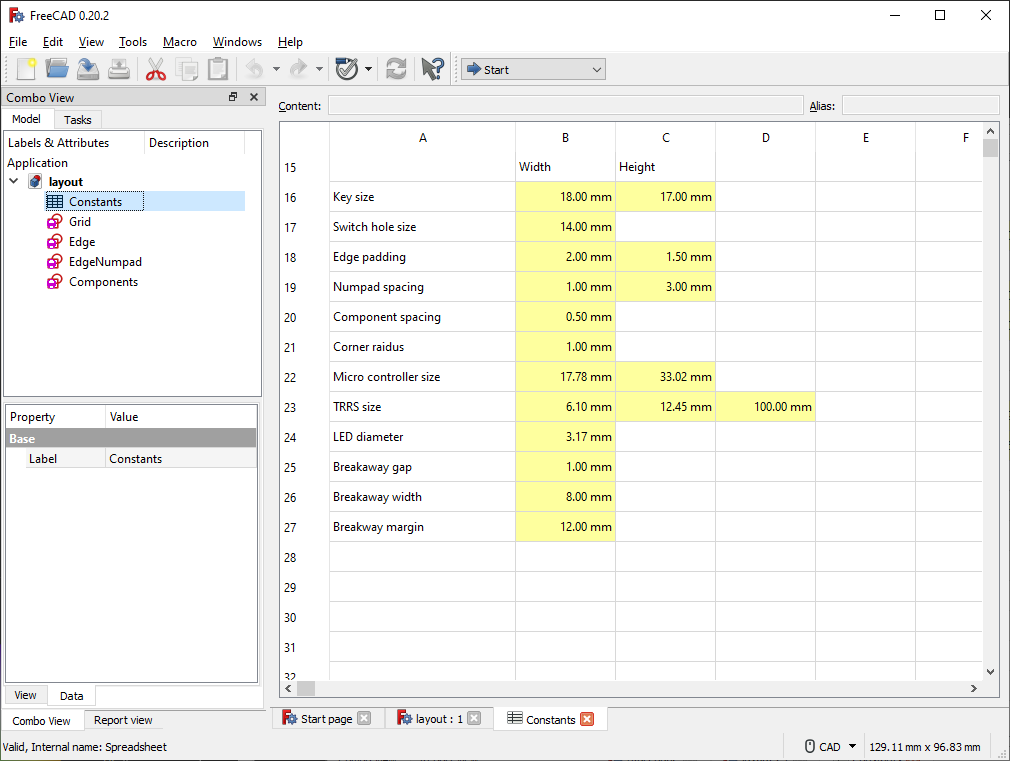 FreeCAD 0.20.2
File Edit View Tools Macro Windows Help
Start
Combo View
Model Tasks
Labels & Attributes Description
Application
layout
Constants
Grid
Edge
EdgeNumpad
Components
Property Value
Base
Label Constants
View Data
Combo View Report view
Content: Alias:
A B C D E F
15 Width Height
16 Key size 18.00 mm 17.00 mm
17 Switch hole size 14.00 mm
18 Edge padding 2.00 mm 1.50 mm
19 Numpad spacing 1.00 mm 3.00 mm
20 Component spacing 0.50 mm
21 Corner raidus 1.00 mm
22 Micro controller size 17.78 mm 33.02 mm
23 TRRS size 6.10 mm 12.45 mm 100.00 mm
24 LED diameter 3.17 mm
25 Breakaway gap 1.00 mm
26 Breakaway width 8.00 mm
27 Breakway margin 12.00 mm
28
29
30
31
32
Start page layout : 1 Constants
Valid, Internal name: Spreadsheet CAD 129.11 mm x 96.83 mm